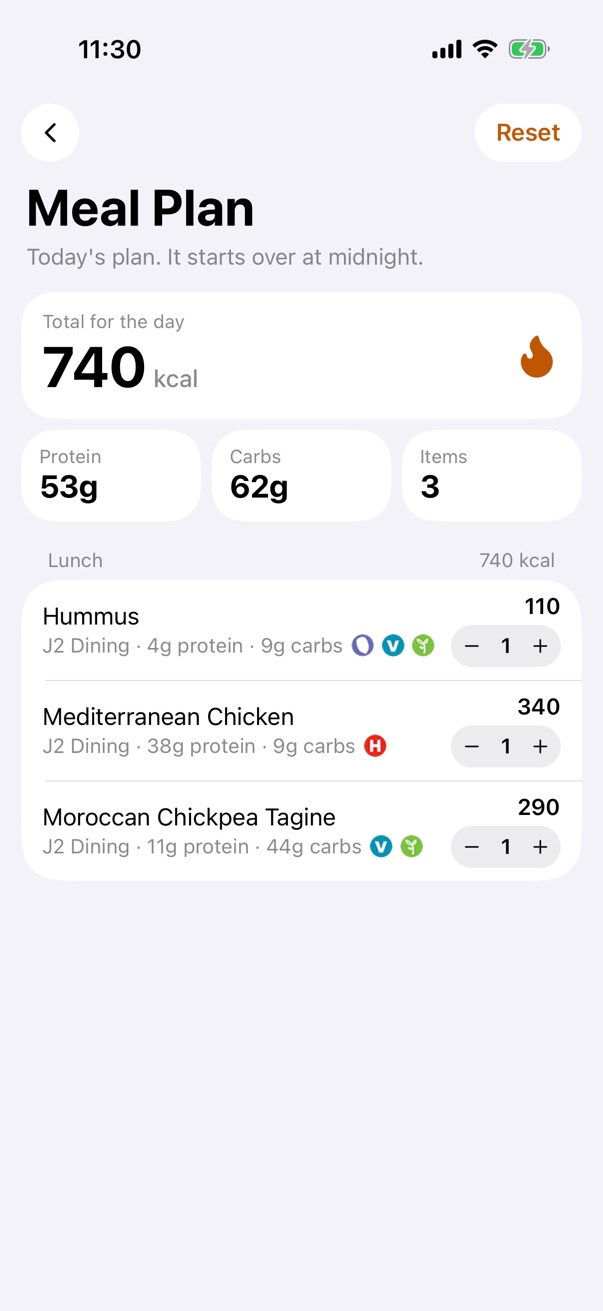 11:30
Reset
Meal Plan
Today's plan. It starts over at midnight.
Total for the day
740 kcal
Protein
53g
Carbs
62g
Items
3
Lunch 740 kcal
Hummus 110
J2 Dining · 4g protein · 9g carbs V − 1 +
Mediterranean Chicken 340
J2 Dining · 38g protein · 9g carbs H − 1 +
Moroccan Chickpea Tagine 290
J2 Dining · 11g protein · 44g carbs V − 1 +